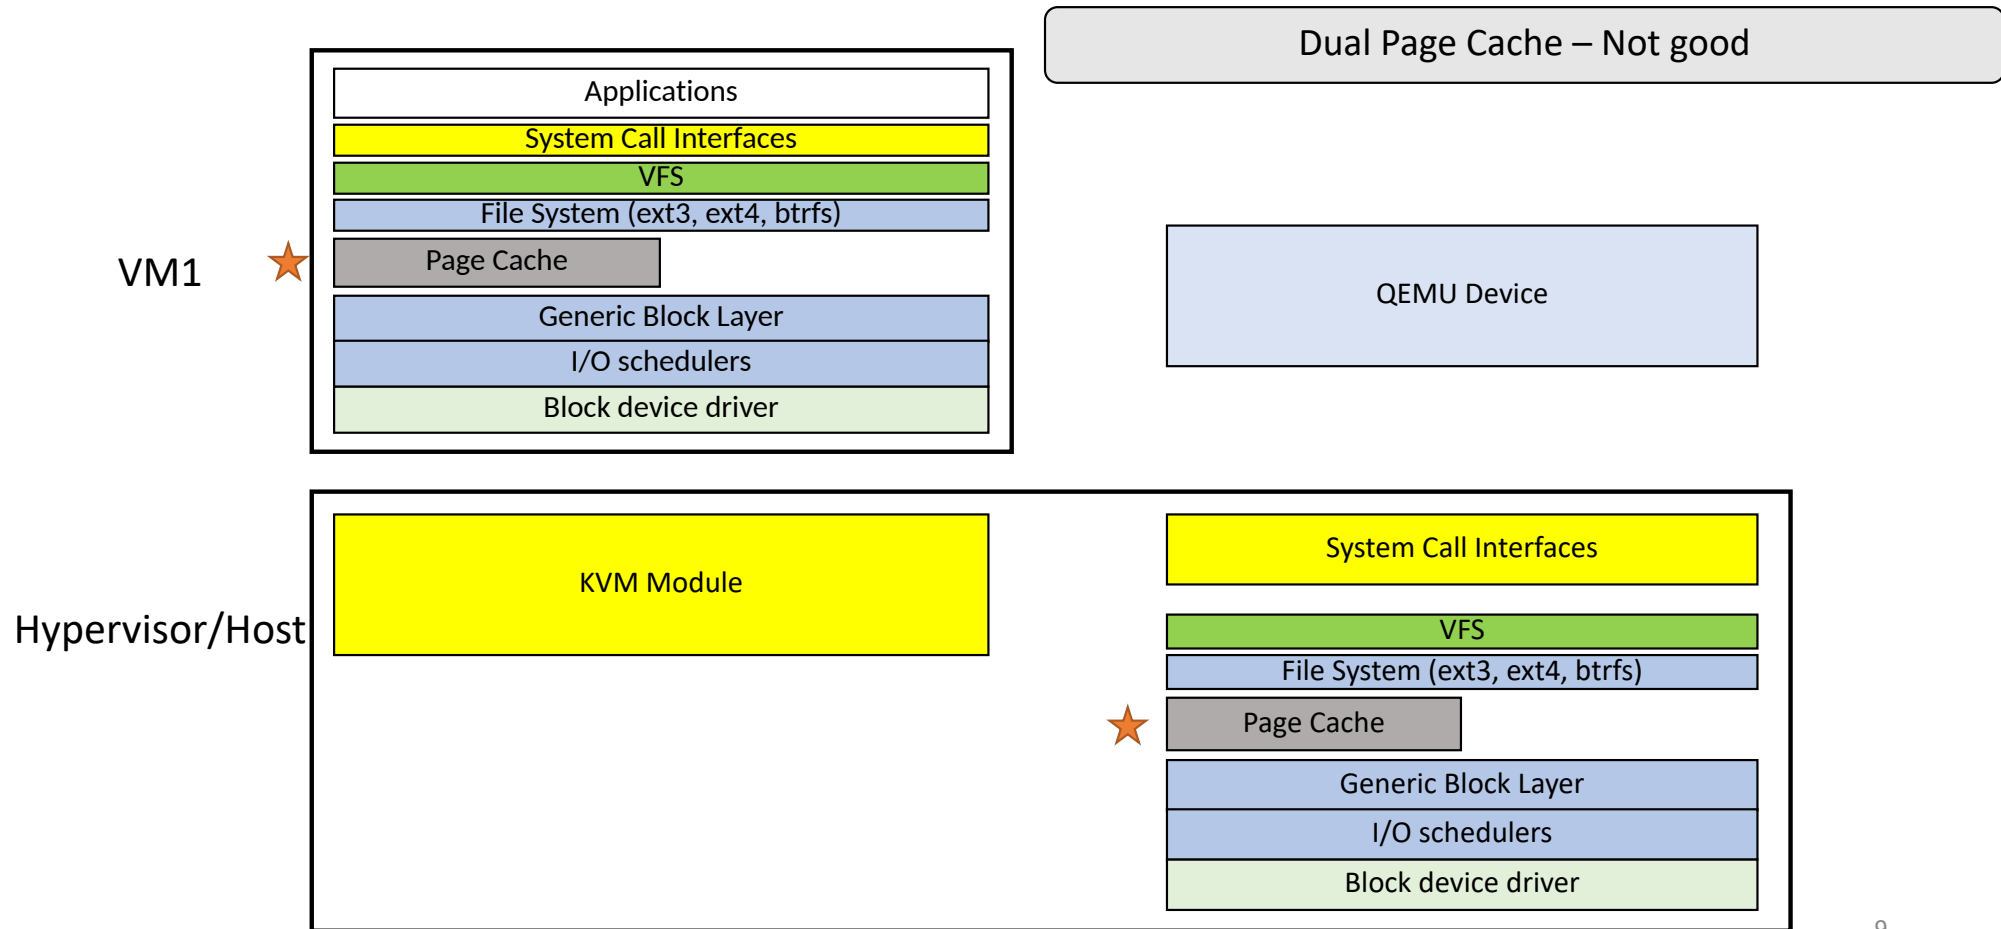 Dual Page Cache – Not good
Applications
System Call Interfaces
VFS
File System (ext3, ext4, btrfs)
Page Cache
VM1
Generic Block Layer
I/O schedulers
Block device driver
QEMU Device
Hypervisor/Host
KVM Module
System Call Interfaces
VFS
File System (ext3, ext4, btrfs)
Page Cache
Generic Block Layer
I/O schedulers
Block device driver
9